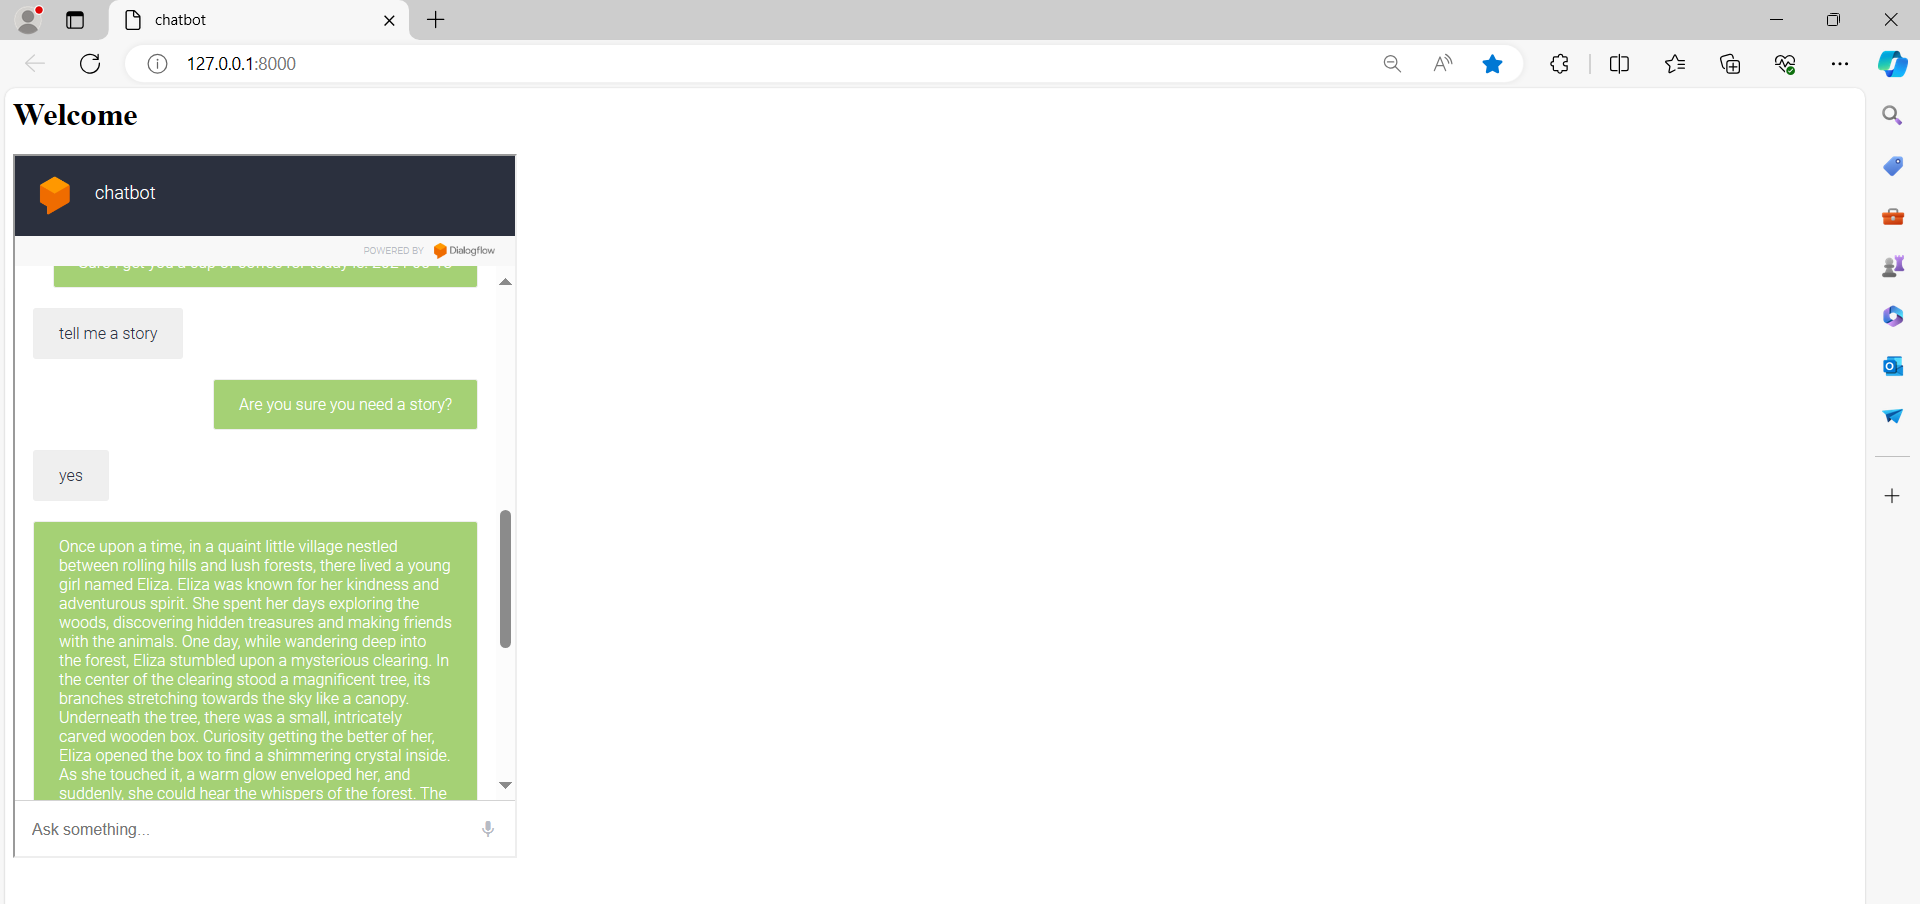 chatbot
127.0.0.1:8000
Welcome
chatbot
POWERED BY Dialogflow
tell me a story
Are you sure you need a story?
yes
Once upon a time, in a quaint little village nestled
between rolling hills and lush forests, there lived a young
girl named Eliza. Eliza was known for her kindness and
adventurous spirit. She spent her days exploring the
woods, discovering hidden treasures and making friends
with the animals. One day, while wandering deep into
the forest, Eliza stumbled upon a mysterious clearing. In
the center of the clearing stood a magnificent tree, its
branches stretching towards the sky like a canopy.
Underneath the tree, there was a small, intricately
carved wooden box. Curiosity getting the better of her,
Eliza opened the box to find a shimmering crystal inside.
As she touched it, a warm glow enveloped her, and
suddenly, she could hear the whispers of the forest. The
Ask something...